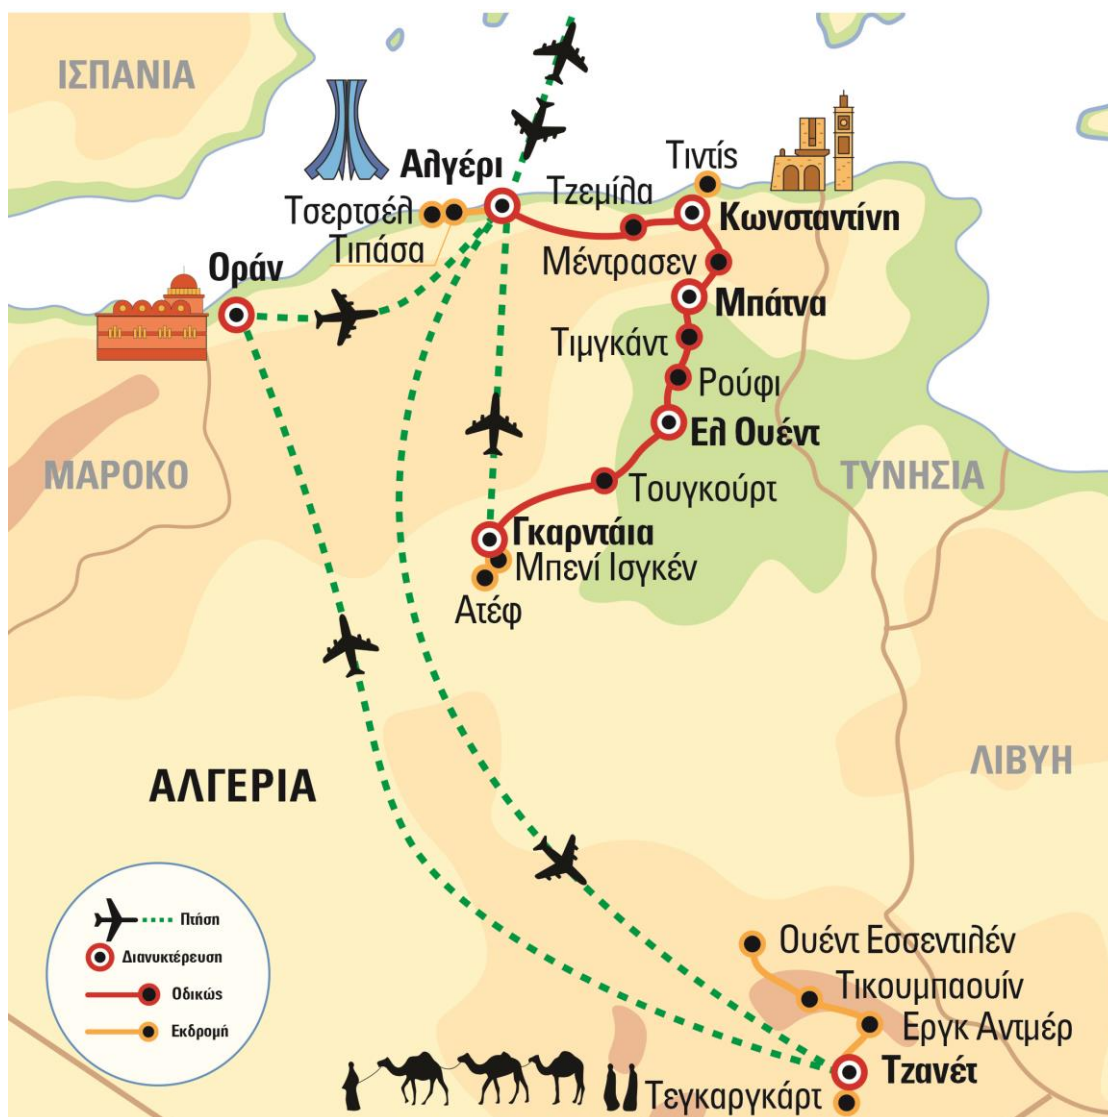 ΙΣΠΑΝΙΑ
Αλγέρι
Τιντίς
Τζεμίλα
Τσερτσέλ
Κωνσταντίνη
Τιπάσα
Μέντρασεν
Οράν
Μπάτνα
Τιμγκάντ
Ρούφι
Ελ Ουέντ
ΜΑΡΟΚΟ
ΤΥΝΗΣΙΑ
Τουγκούρτ
Γκαρντάια
Μπενί Ισγκέν
Ατέφ
ΛΙΒΥΗ
ΑΛΓΕΡΙΑ
Πτήση
Διανυκτέρευση
Οδικώς
Εκδρομή
Ουέντ Εσσεντιλέν
Τικουμπαουίν
Εργκ Αντμέρ
Τζανέτ
Τεγκαργκάρτ